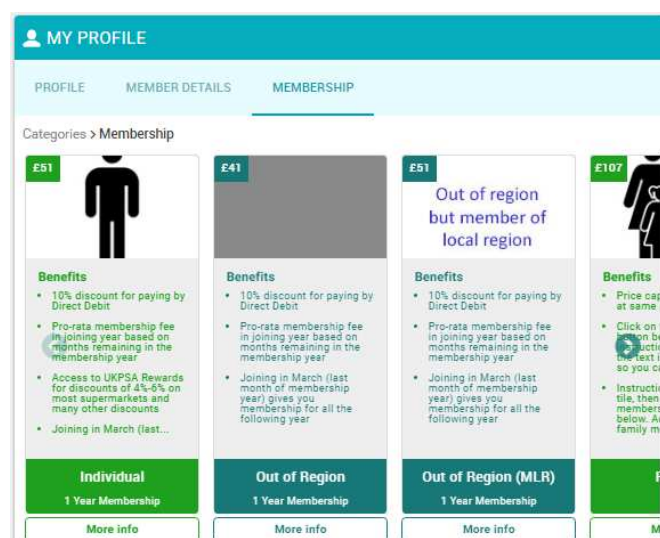 MY PROFILE
PROFILE MEMBER DETAILS MEMBERSHIP
Categories > Membership
£51
Benefits
• 10% discount for paying by
Direct Debit
• Pro-rata membership fee
in joining year based on
months remaining in the
membership year
• Access to UKPSA Rewards
for discounts of 4%-6% on
most supermarkets and
many other discounts
• Joining in March (last...
Individual
1 Year Membership
More info
£41
Benefits
• 10% discount for paying by
Direct Debit
• Pro-rata membership fee
in joining year based on
months remaining in the
membership year
• Joining in March (last
month of membership
year) gives you
membership for all the
following year
Out of Region
1 Year Membership
More info
£51
Out of region
but member of
local region
Benefits
• 10% discount for paying by
Direct Debit
• Pro-rata membership fee
in joining year based on
months remaining in the
membership year
• Joining in March (last
month of membership
year) gives you
membership for all the
following year
Out of Region (MLR)
1 Year Membership
More info
£107
Benefits
• Price cap
at same
• Click on
so you ca
• Instructi
tile, then
members
below. A
family m